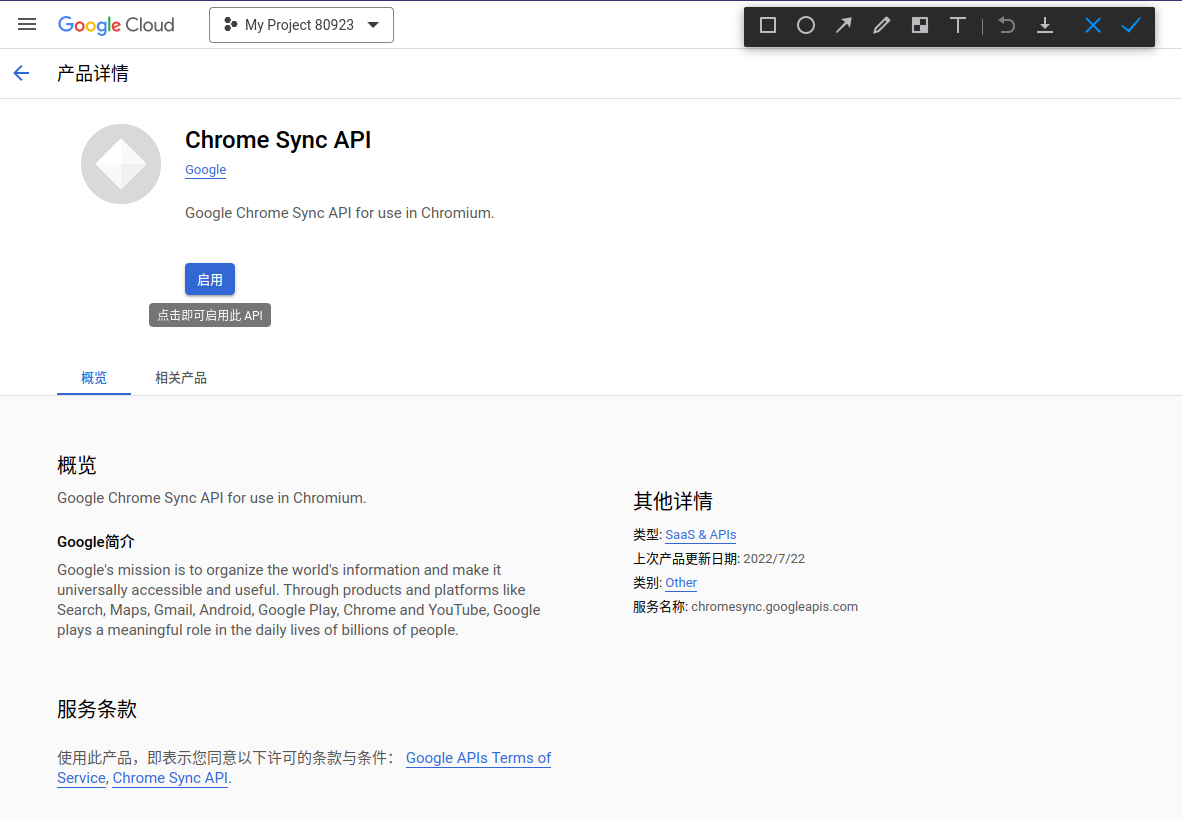 Google Cloud
My Project 80923
T
产品详情
Chrome Sync API
Google
Google Chrome Sync API for use in Chromium.
启用
点击即可启用此 API
概览
相关产品
概览
Google Chrome Sync API for use in Chromium.
Google简介
Google's mission is to organize the world's information and make it
universally accessible and useful. Through products and platforms like
Search, Maps, Gmail, Android, Google Play, Chrome and YouTube, Google
plays a meaningful role in the daily lives of billions of people.
其他详情
类型: SaaS & APIs
上次产品更新日期: 2022/7/22
类别: Other
服务名称: chromesync.googleapis.com
服务条款
使用此产品，即表示您同意以下许可的条款与条件： Google APIs Terms of
Service, Chrome Sync API.